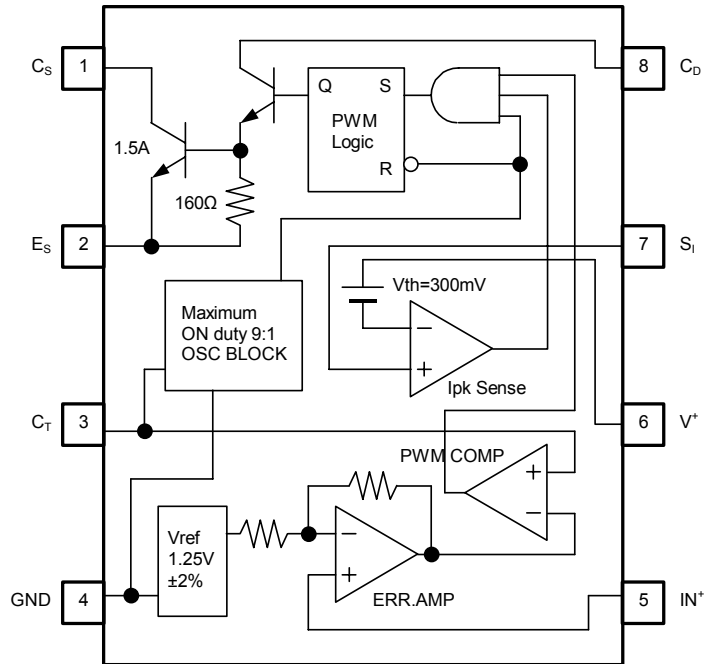 CS 1
8 CD
Q S
PWM
Logic
R
1.5A
160Ω
ES 2
7 SI
Vth=300mV
Maximum
ON duty 9:1
OSC BLOCK
−
+
Ipk Sense
CT 3
6 V+
PWM COMP
+
−
Vref
1.25V
±2%
−
+
ERR.AMP
GND 4
5 IN+